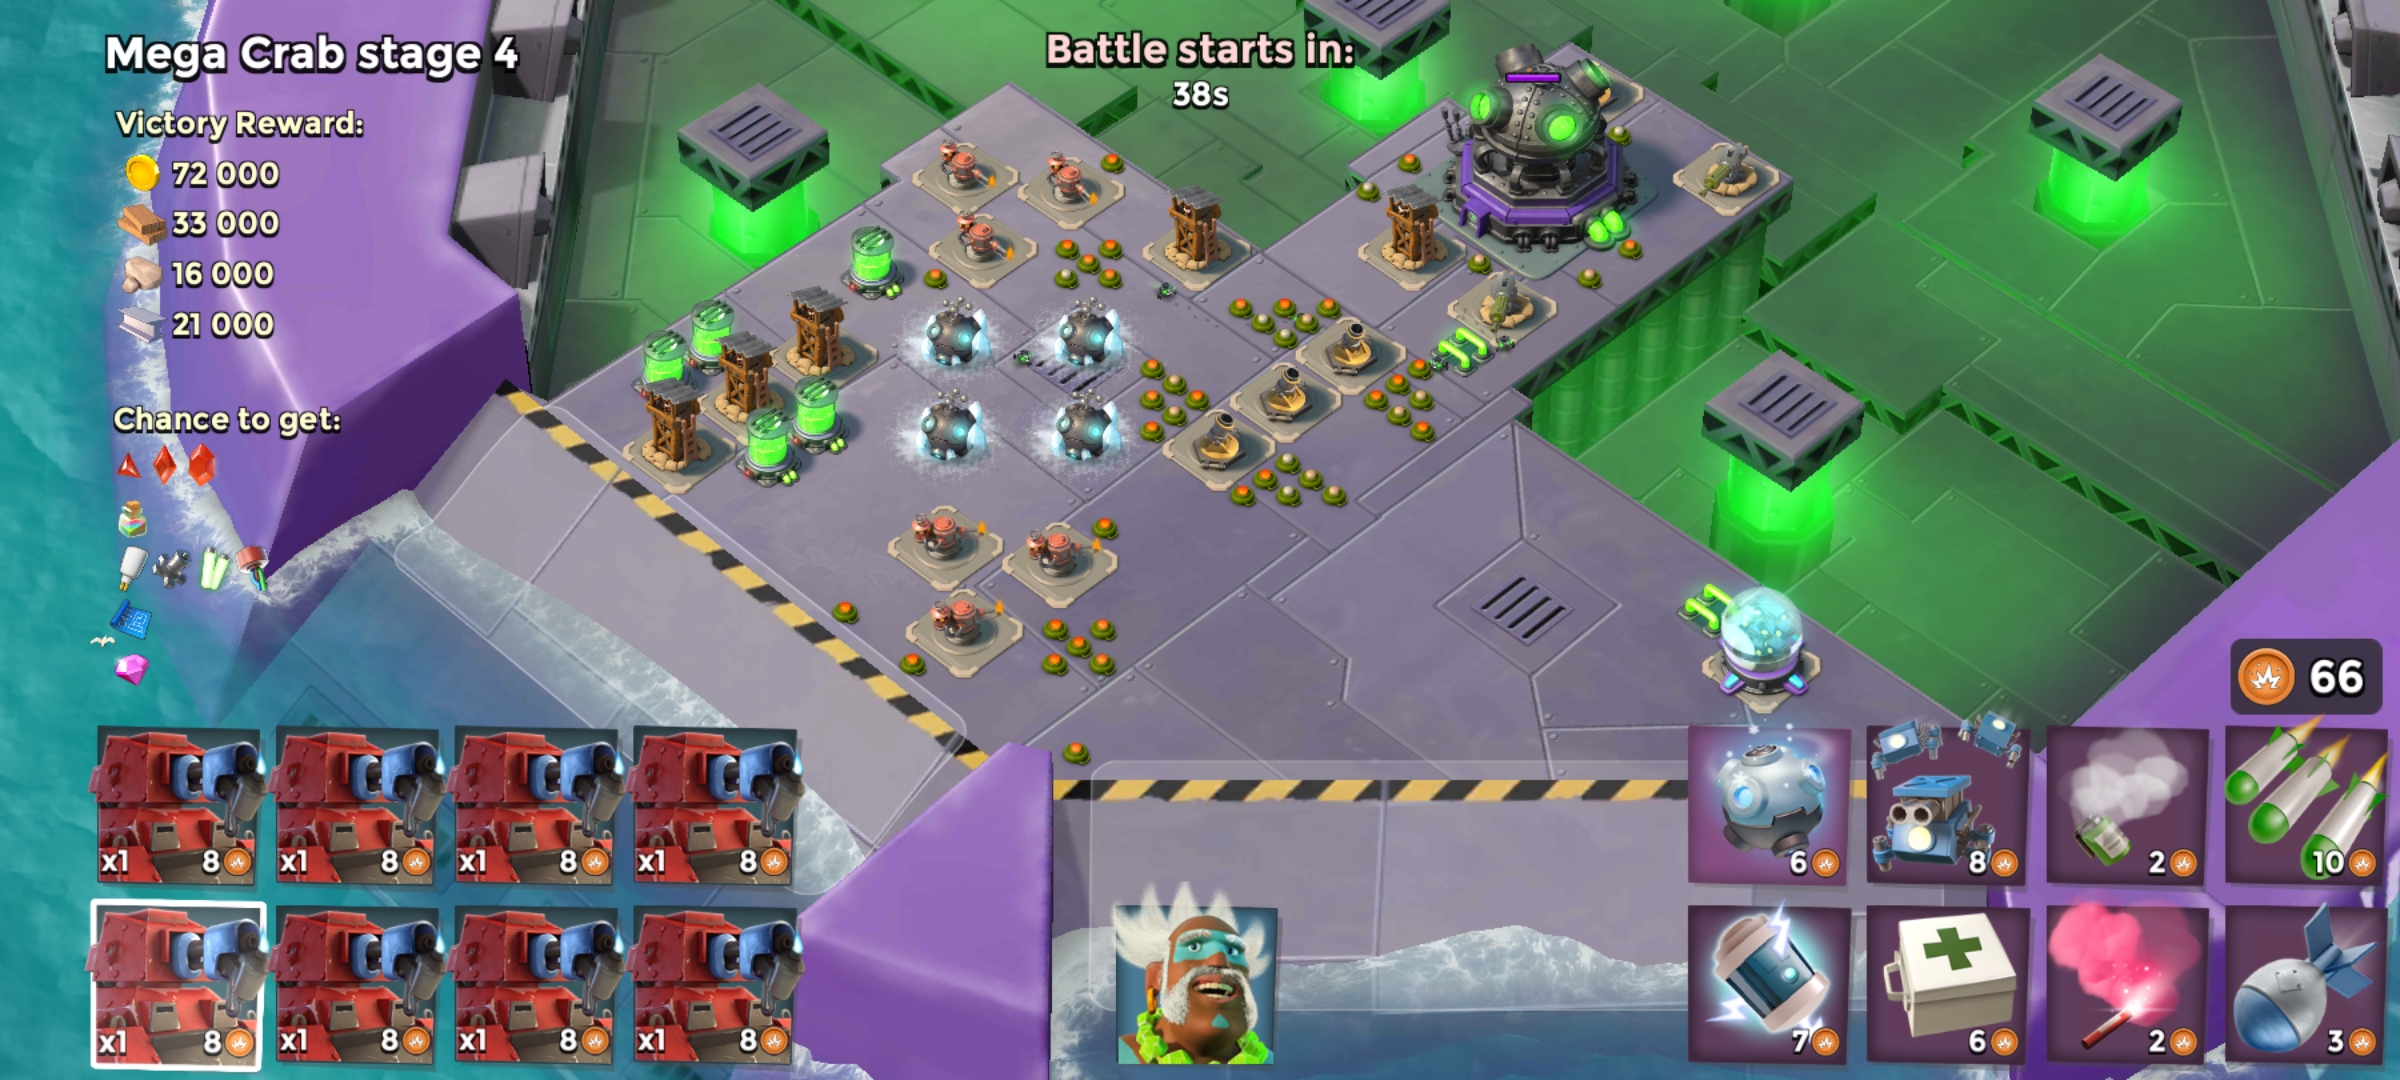 Mega Crab stage 4
Battle starts in:
38s
Victory Reward:
72 000
33 000
16 000
21 000
Chance to get:
66
x1 8
x1 8
x1 8
x1 8
6
8
2
10
x1 8
x1 8
x1 8
x1 8
7
6
2
3